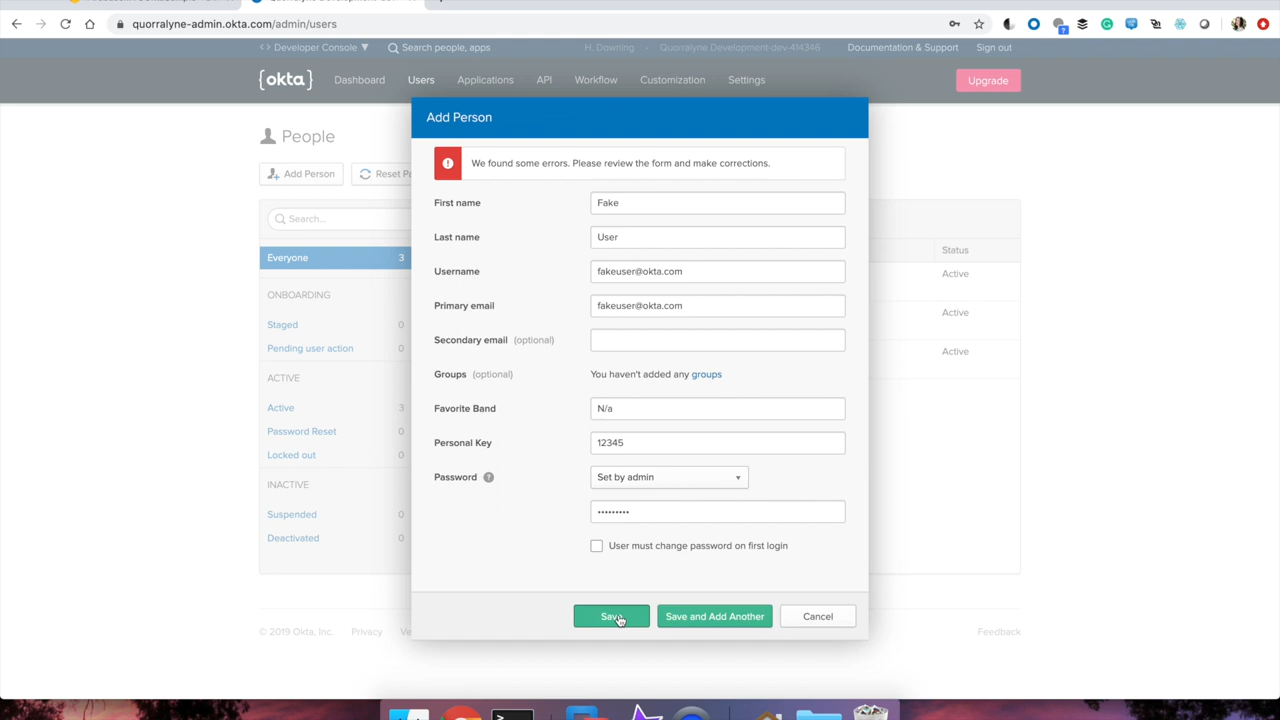 quorralyne-admin.okta.com/admin/users
<> Developer Console ▼ Search people, apps H. Downing Quorralyne Development-dev-414346 Documentation & Support Sign out
{okta} Dashboard Users Applications API Workflow Customization Settings Upgrade
Add Person
People
We found some errors. Please review the form and make corrections.
Add Person
First name Fake
Search...
Last name User
Everyone 3
Status
Username fakeuser@okta.com
Active
ONBOARDING
Primary email fakeuser@okta.com
Active
Staged 0
Secondary email (optional)
Pending user action 0
Active
Groups (optional) You haven't added any groups
ACTIVE
Active 3
Favorite Band N/a
Password Reset 0
Personal Key 12345
Locked out 0
Password ? Set by admin
INACTIVE
Suspended 0
•••••••••
Deactivated 0
User must change password on first login
Save Save and Add Another Cancel
© 2019 Okta, Inc. Privacy Feedback